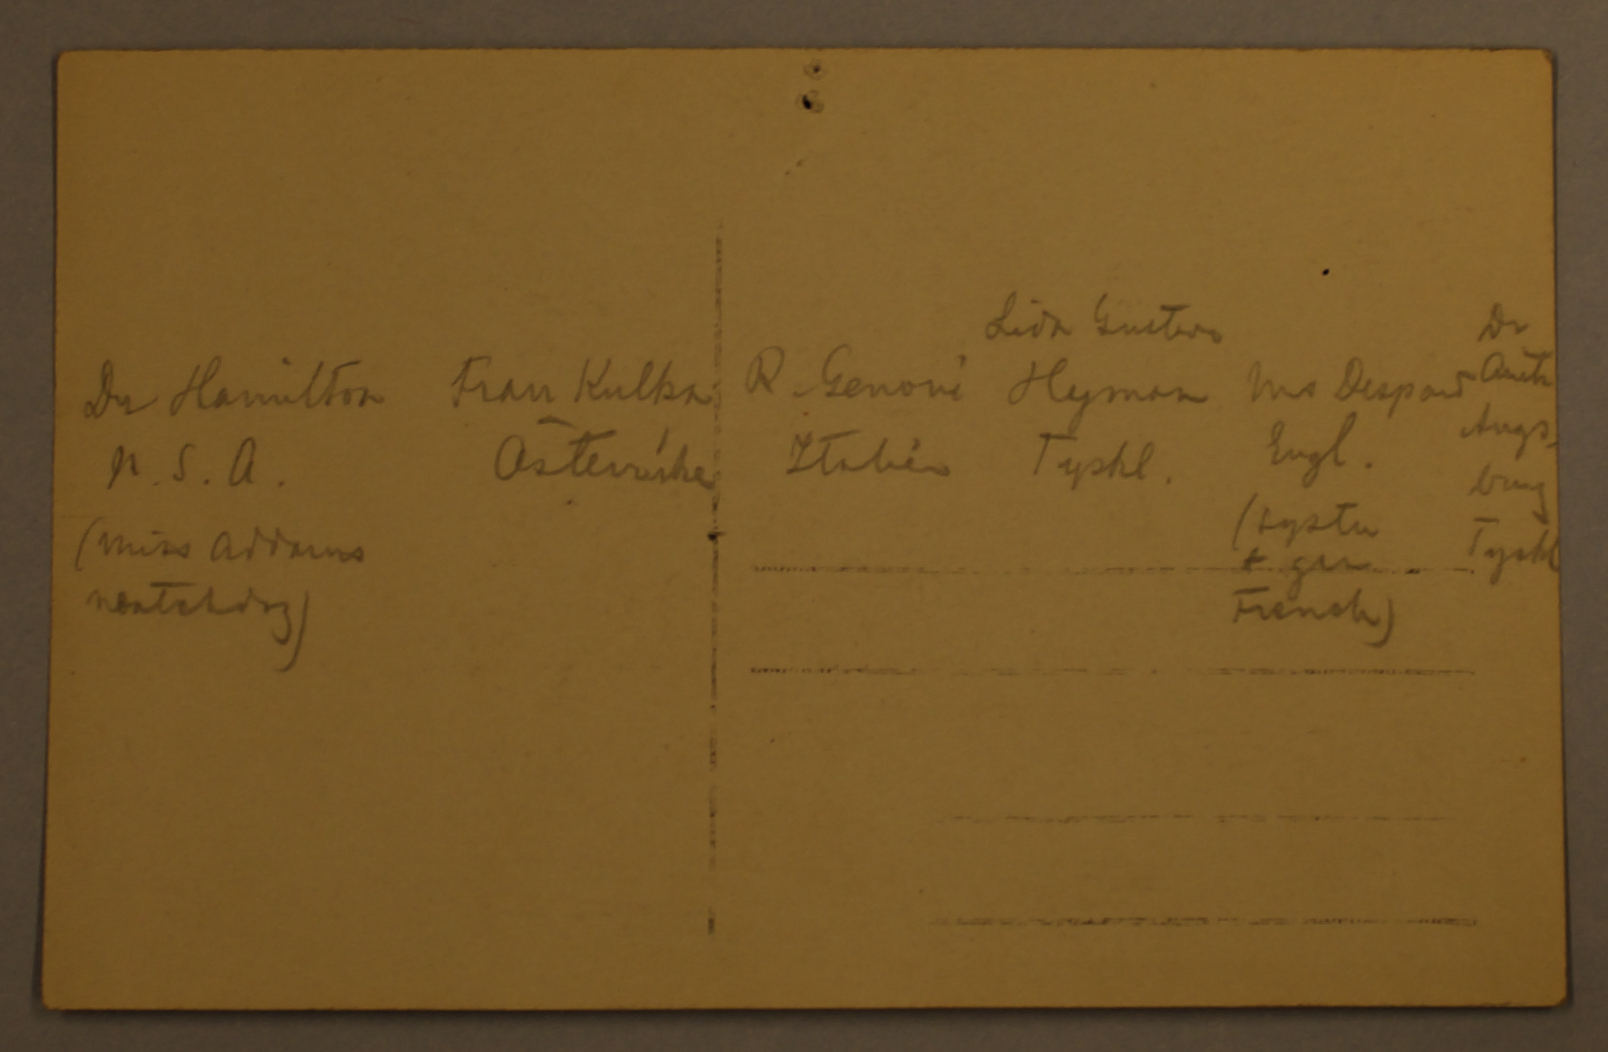 Dr Hamilton
U.S.A.
(Miss Addams
Frau Kulka
Österrike
R. Genoni
Italien
Lida Gustava
Heyman
Tyskl.
Mrs Despard
Engl.
(syster
t. gen
French)
Dr
Anita
Augs-
burg
Tyskl